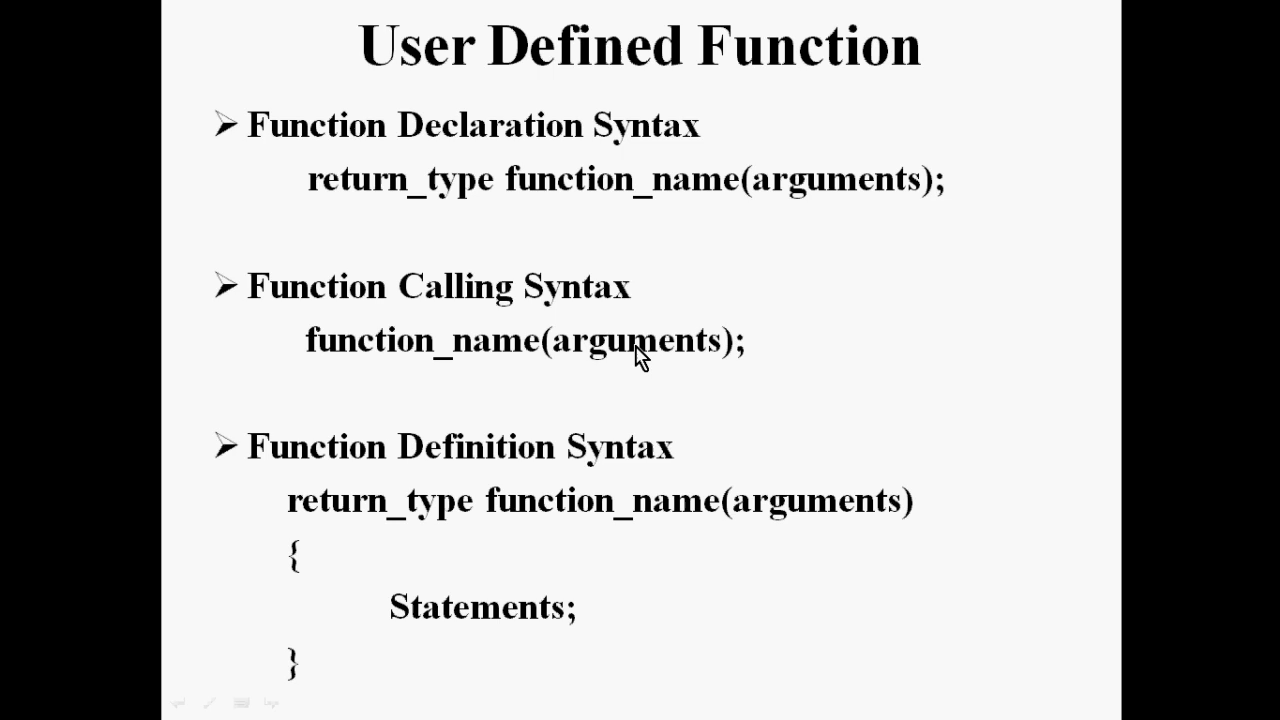 User Defined Function
➢ Function Declaration Syntax
return_type function_name(arguments);
➢ Function Calling Syntax
function_name(arguments);
➢ Function Definition Syntax
return_type function_name(arguments)
{
Statements;
}